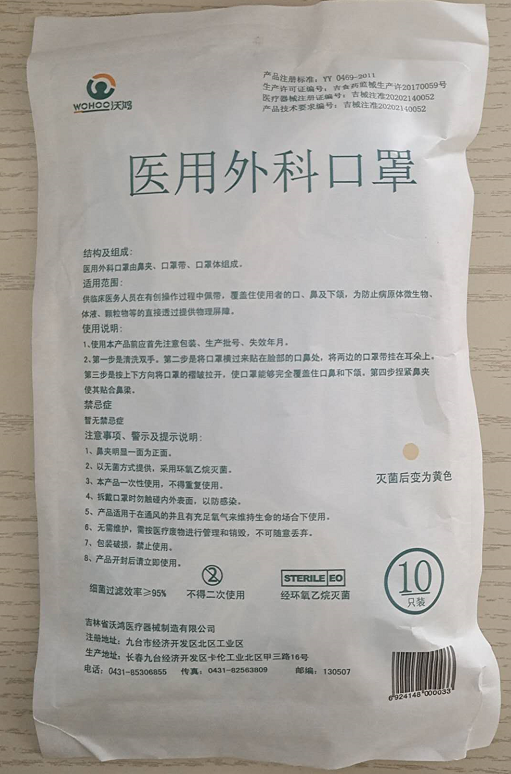 WOHOO沃鸿
产品注册标准：YY 0469-2011
生产许可证编号：吉食药监械生产许20170059号
医疗器械注册证编号：吉械注准20202140052
产品技术要求编号：吉械注准20202140052
医用外科口罩
结构及组成：
医用外科口罩由鼻夹、口罩带、口罩体组成。
适用范围：
供临床医务人员在有创操作过程中佩带，覆盖住使用者的口、鼻及下颌，为防止病原体微生物、
体液、颗粒物等的直接透过提供物理屏障。
使用说明：
1、使用本产品前应首先注意包装、生产批号、失效年月。
2、第一步是清洗双手。第二步是将口罩横过来贴在脸部的口鼻处，将两边的口罩带挂在耳朵上。
第三步是按上下方向将口罩的褶皱拉开，使口罩能够完全覆盖住口鼻和下颌，第四步捏紧鼻夹
使其贴合鼻梁。
禁忌症
暂无禁忌症
注意事项、警示及提示说明：
1、鼻夹明显一面为正面。
2、以无菌方式提供，采用环氧乙烷灭菌。
3、本产品一次性使用，不得重复使用。
4、拆戴口罩时勿触碰内外表面，以防感染。
5、产品适用于在通风的并且有充足氧气来维持生命的场合下使用。
6、无需维护，需按医疗废物进行管理和销毁，不可随意丢弃。
7、包装破损，禁止使用。
8、产品开封后请立即使用。
灭菌后变为黄色
细菌过滤效率≥95%
2
不得二次使用
STERILE EO
经环氧乙烷灭菌
10
只装
吉林省沃鸿医疗器械制造有限公司
注册地址：九台市经济开发区北区工业区
生产地址：长春九台经济开发区卡伦工业北区甲三路16号
电话：0431-85306855 传真：0431-82563809 邮编：130507
6924148000033